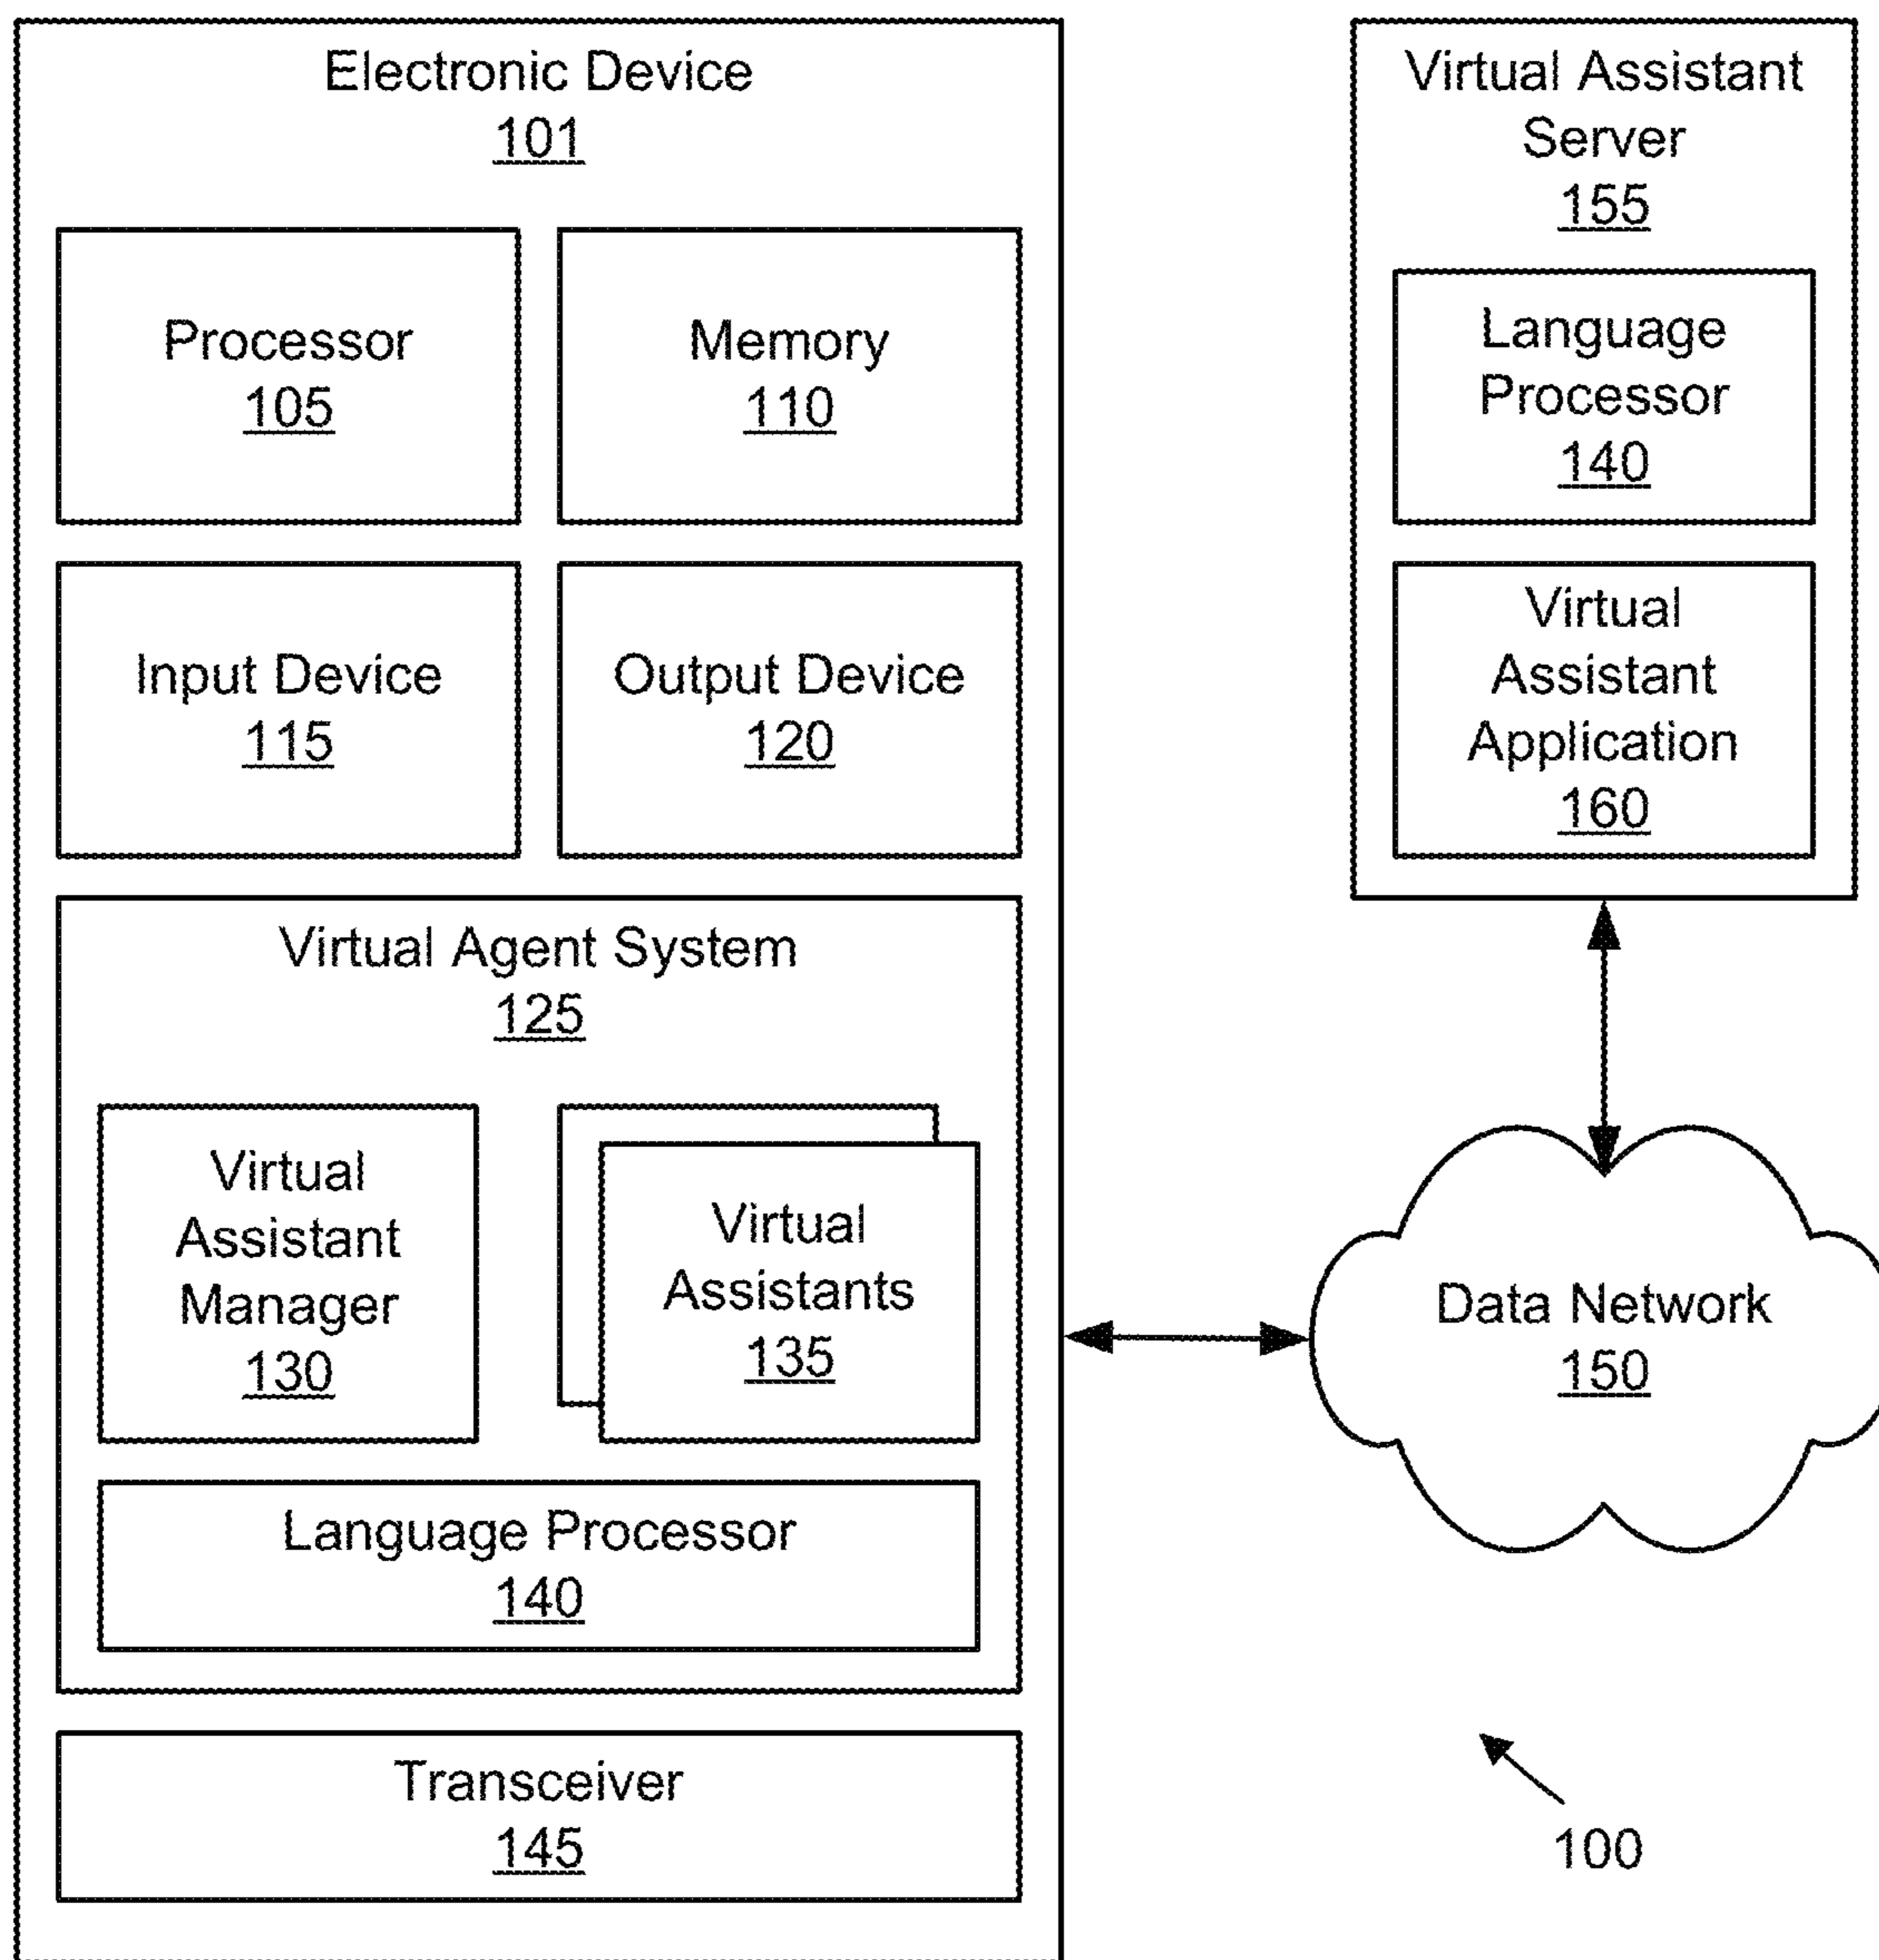 Electronic Device
101
Processor
105
Memory
110
Input Device
115
Output Device
120
Virtual Agent System
125
Virtual
Assistant
Manager
130
Virtual
Assistants
135
Language Processor
140
Transceiver
145
Virtual Assistant
Server
155
Language
Processor
140
Virtual
Assistant
Application
160
Data Network
150
100